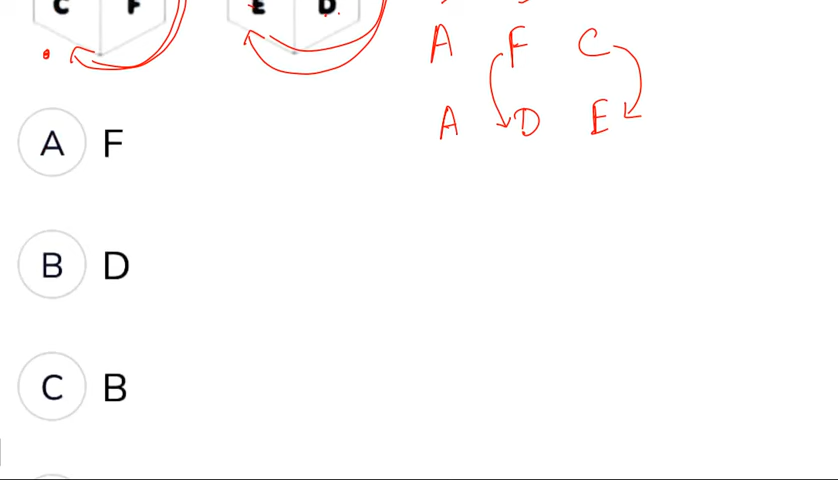 C F E D
A F C
A D E
A F
B D
C B